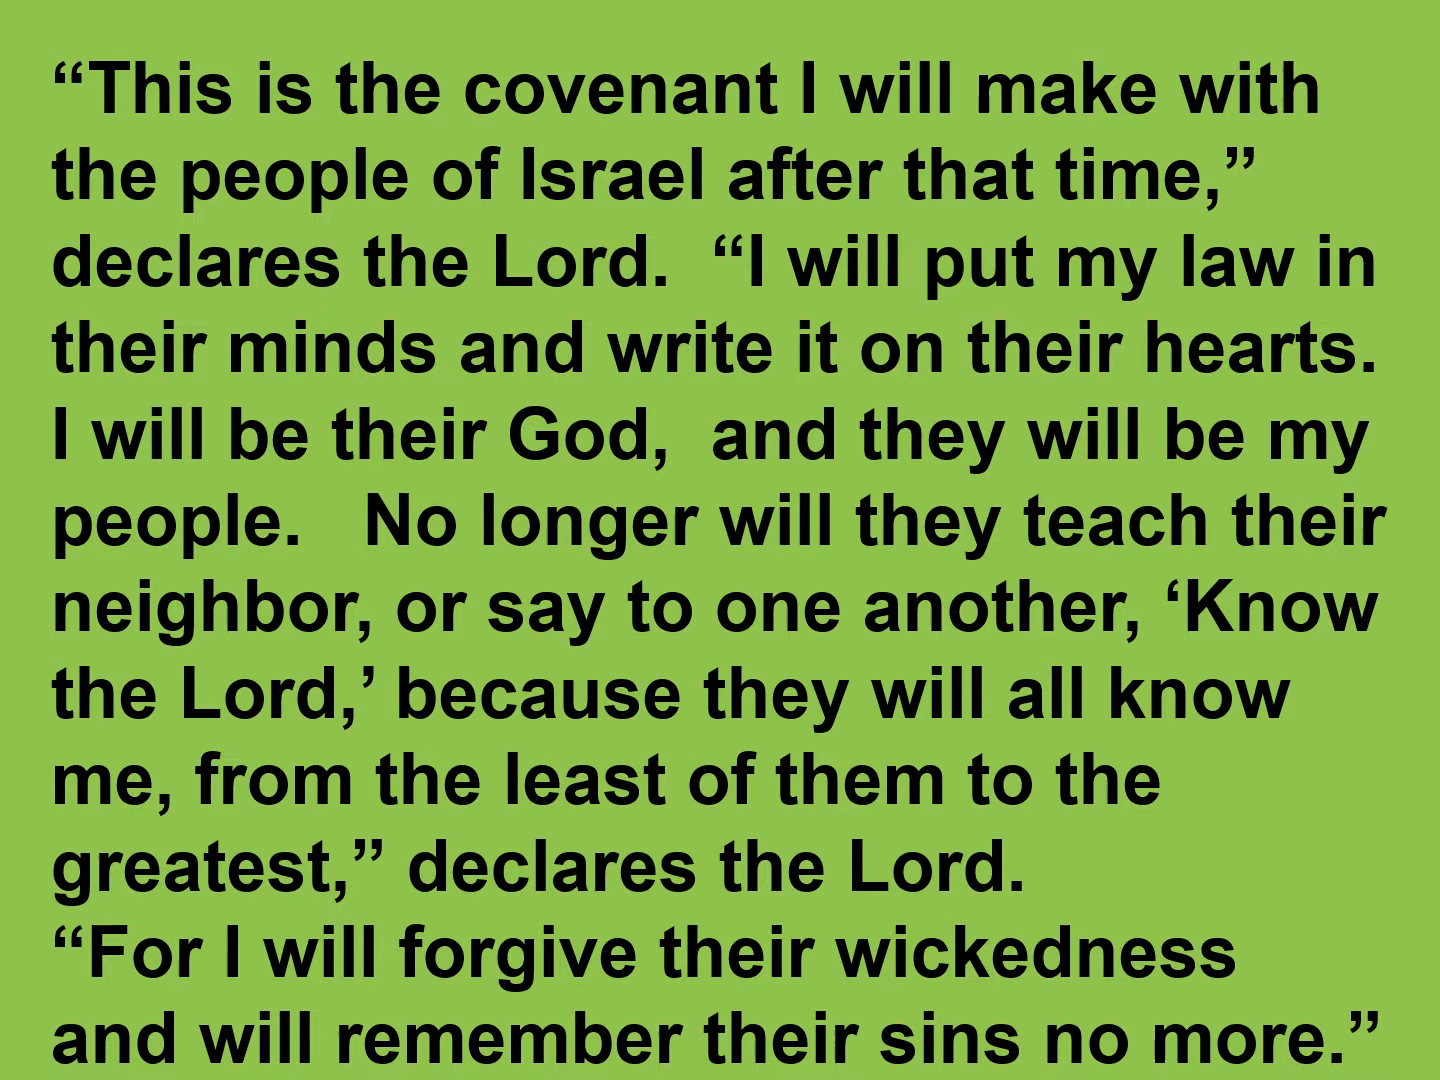 “This is the covenant I will make with
the people of Israel after that time,”
declares the Lord.  “I will put my law in
their minds and write it on their hearts.
I will be their God,  and they will be my
people.   No longer will they teach their
neighbor, or say to one another, ‘Know
the Lord,’ because they will all know
me, from the least of them to the
greatest,” declares the Lord.
“For I will forgive their wickedness
and will remember their sins no more.”